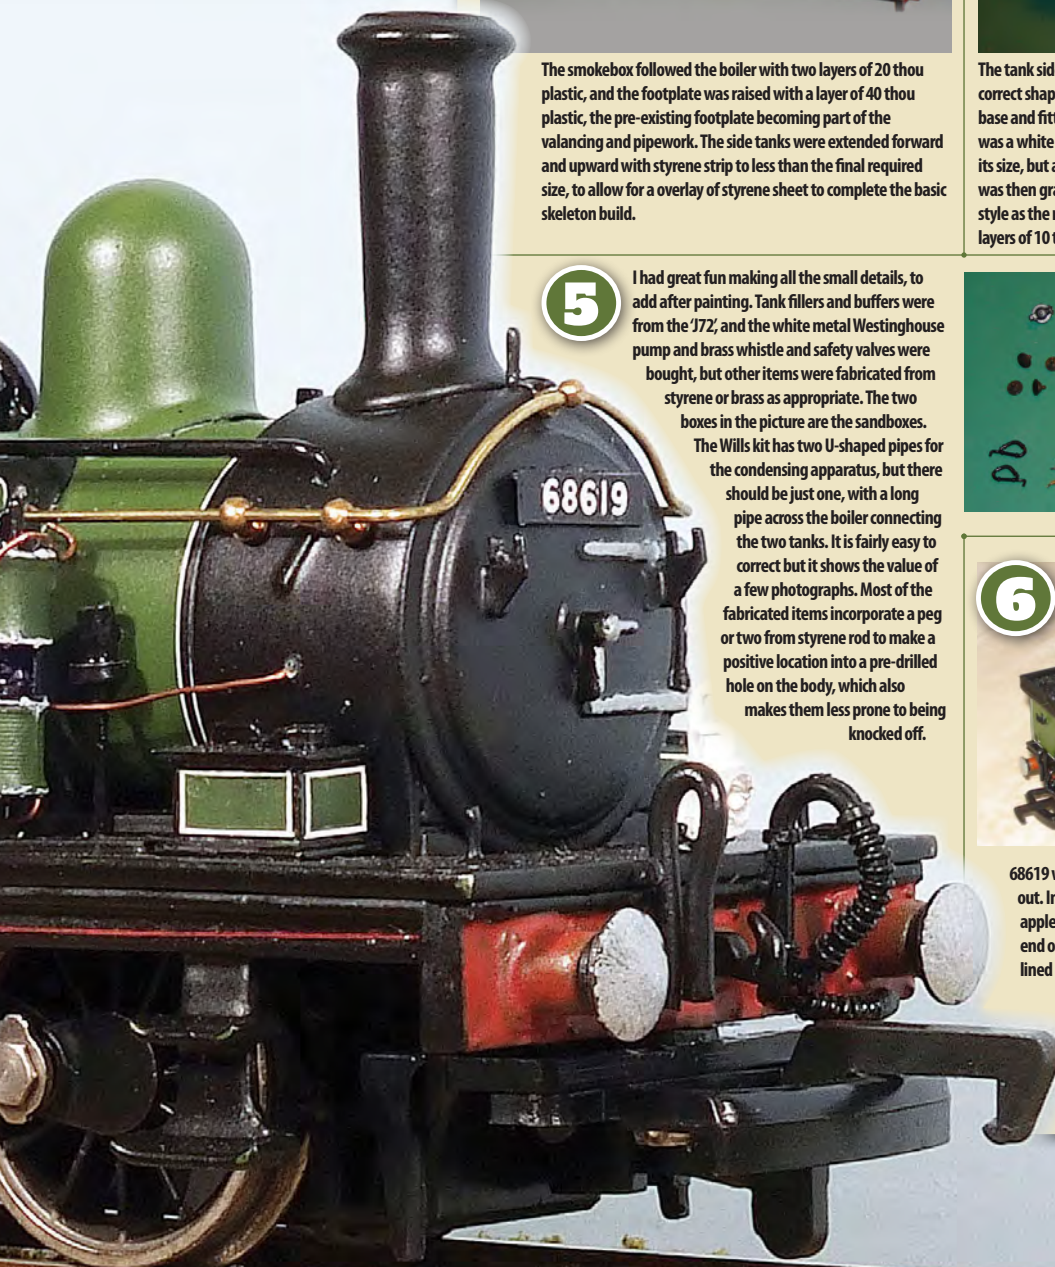 The smokebox followed the boiler with two layers of 20 thou
plastic, and the footplate was raised with a layer of 40 thou
plastic, the pre-existing footplate becoming part of the
valancing and pipework. The side tanks were extended forward
and upward with styrene strip to less than the final required
size, to allow for a overlay of styrene sheet to complete the basic
skeleton build.
5
I had great fun making all the small details, to
add after painting. Tank fillers and buffers were
from the ‘J72’, and the white metal Westinghouse
pump and brass whistle and safety valves were
bought, but other items were fabricated from
styrene or brass as appropriate. The two
boxes in the picture are the sandboxes.
The Wills kit has two U-shaped pipes for
the condensing apparatus, but there
should be just one, with a long
pipe across the boiler connecting
the two tanks. It is fairly easy to
correct but it shows the value of
a few photographs. Most of the
fabricated items incorporate a peg
or two from styrene rod to make a
positive location into a pre-drilled
hole on the body, which also
makes them less prone to being
knocked off.
68619
The tank sid
correct shap
base and fitt
was a white
its size, but a
was then gra
style as the
layers of 10 t
6
68619
out. In
apple
end o
lined